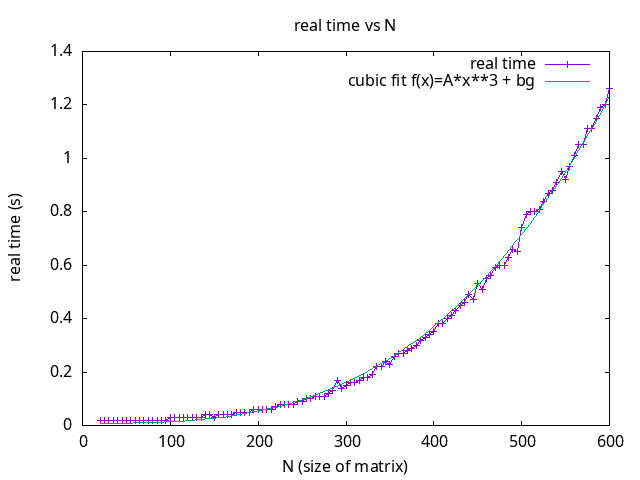 real time vs N
real time
cubic fit f(x)=A*x**3 + bg
1.4
1.2
1
0.8
0.6
0.4
0.2
0
real time (s)
0 100 200 300 400 500 600
N (size of matrix)